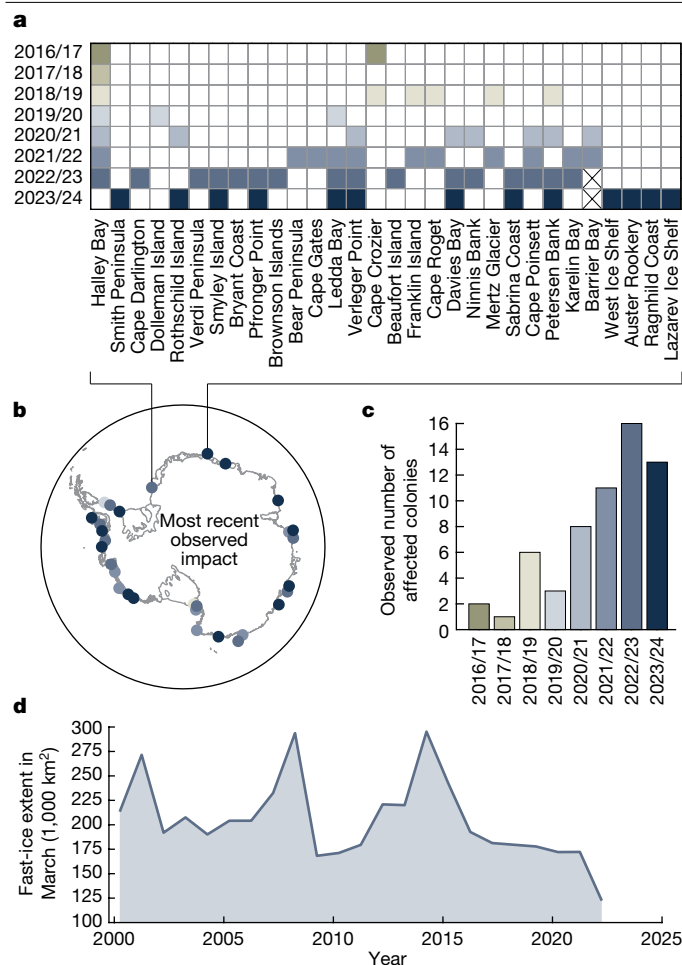 a
2016/17
2017/18
2018/19
2019/20
2020/21
2021/22
2022/23
2023/24
Halley Bay
Smith Peninsula
Cape Darlington
Dolleman Island
Rothschild Island
Verdi Peninsula
Smyley Island
Bryant Coast
Pfronger Point
Brownson Islands
Bear Peninsula
Cape Gates
Ledda Bay
Verleger Point
Cape Crozier
Beaufort Island
Franklin Island
Cape Roget
Davies Bay
Ninnis Bank
Mertz Glacier
Sabrina Coast
Cape Poinsett
Petersen Bank
Karelin Bay
Barrier Bay
West Ice Shelf
Auster Rookery
Ragnhild Coast
Lazarev Ice Shelf
b
Most recent
observed
impact
c
Observed number of
affected colonies
16
14
12
10
8
6
4
2
0
2016/17
2017/18
2018/19
2019/20
2020/21
2021/22
2022/23
2023/24
d
Fast-ice extent in
March (1,000 km²)
300
275
250
225
200
175
150
125
100
2000
2005
2010
2015
2020
2025
Year